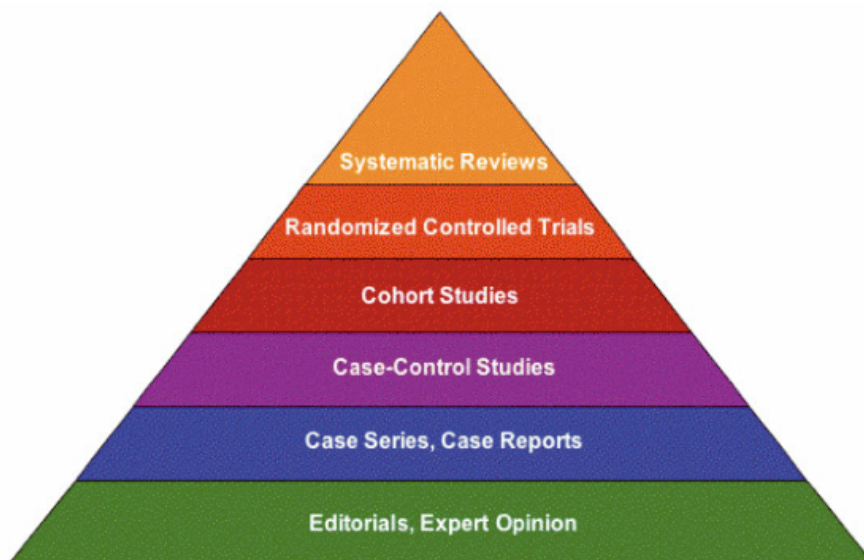 Systematic Reviews
Randomized Controlled Trials
Cohort Studies
Case-Control Studies
Case Series, Case Reports
Editorials, Expert Opinion